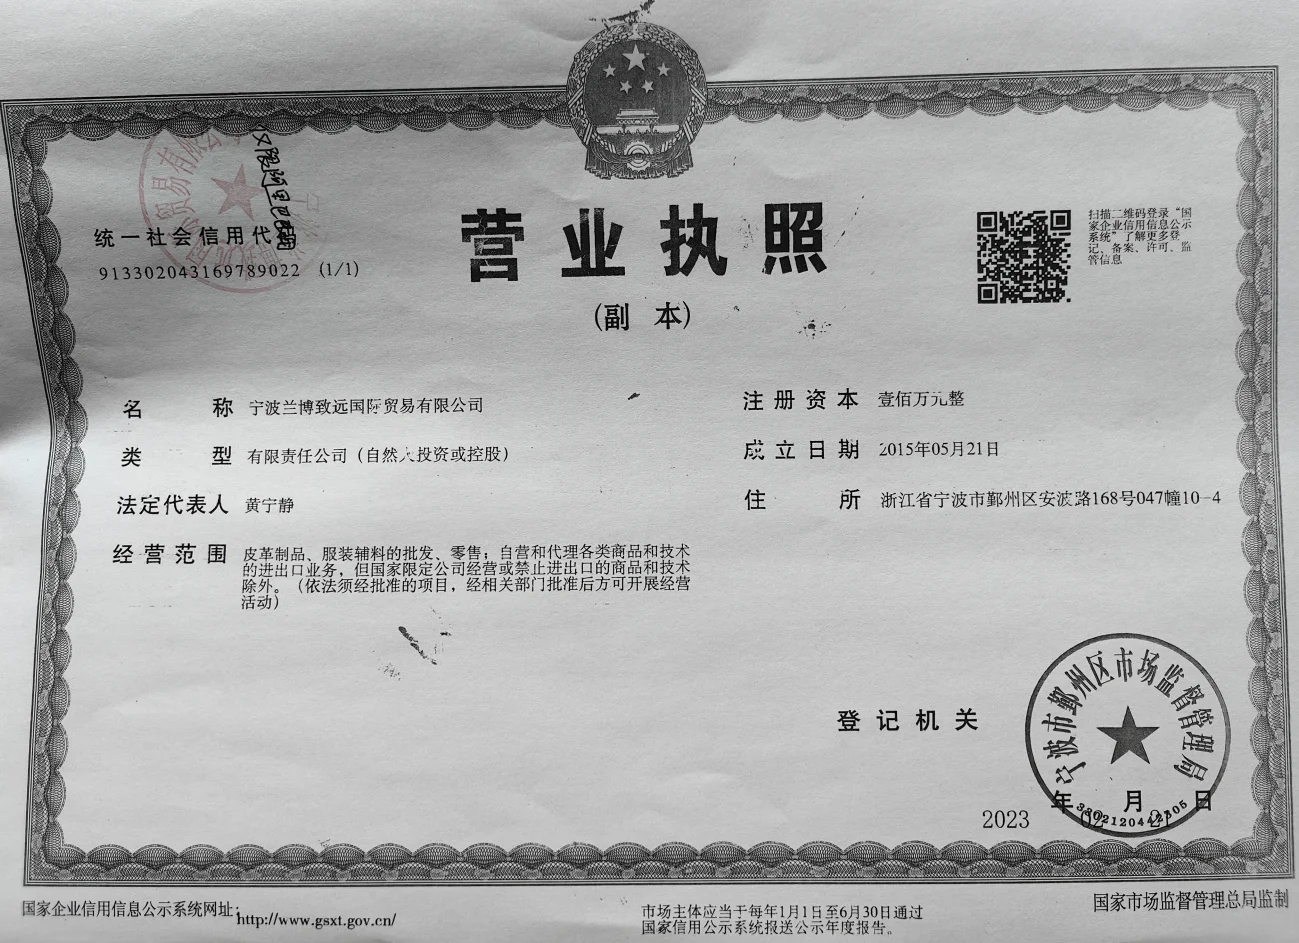 营业执照
(副 本)
统一社会信用代码
913302043169789022 (1/1)
扫描二维码登录“国
家企业信用信息公示
系统”了解更多登
记、备案、许可、监
管信息
名 称 宁波兰博致远国际贸易有限公司
类 型 有限责任公司（自然人投资或控股）
法定代表人 黄宁静
经营范围 皮革制品、服装辅料的批发、零售；自营和代理各类商品和技术
的进出口业务，但国家限定公司经营或禁止进出口的商品和技术
除外。（依法须经批准的项目，经相关部门批准后方可开展经营
活动）
注册资本 壹佰万元整
成立日期 2015年05月21日
住 所 浙江省宁波市鄞州区安波路168号047幢10-4
登记机关
宁波市鄞州区市场监督管理局
年 月 日
2023 02
国家企业信用信息公示系统网址：http://www.gsxt.gov.cn/
市场主体应当于每年1月1日至6月30日通过
国家信用公示系统报送公示年度报告。
国家市场监督管理总局监制